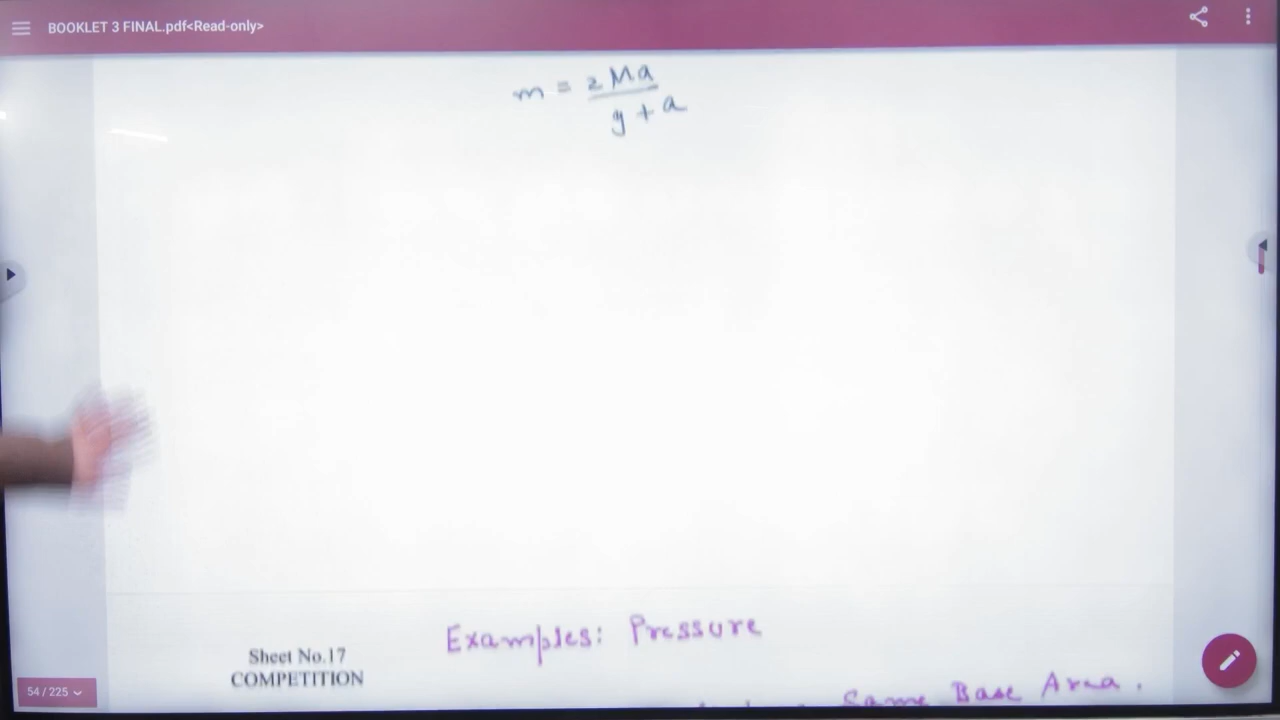 BOOKLET 3 FINAL.pdf<Read-only>
m = 2Ma
g + a
Examples: Pressure
Sheet No.17
COMPETITION
Same Base Area.
54 / 225